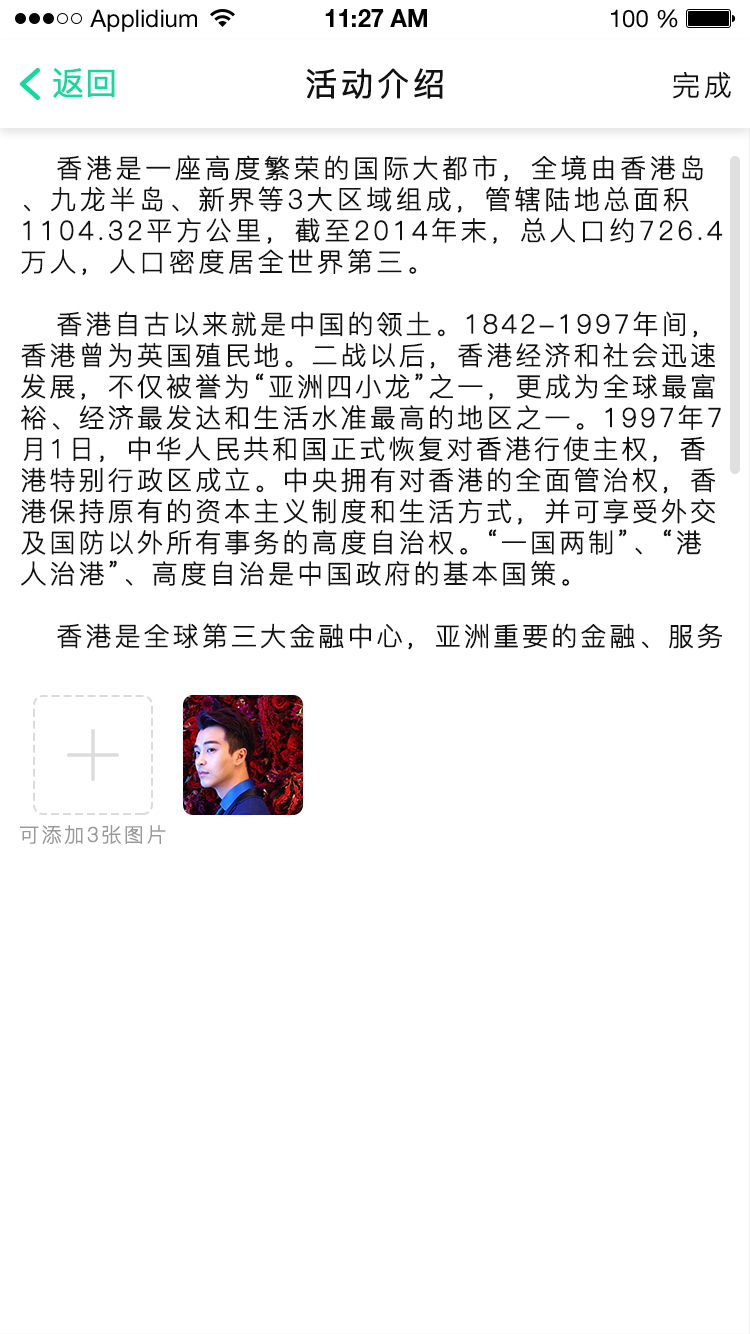 Applidium 11:27 AM 100 %
返回 活动介绍 完成
香港是一座高度繁荣的国际大都市，全境由香港岛
、九龙半岛、新界等3大区域组成，管辖陆地总面积
1104.32平方公里，截至2014年末，总人口约726.4
万人，人口密度居全世界第三。
香港自古以来就是中国的领土。1842-1997年间，
香港曾为英国殖民地。二战以后，香港经济和社会迅速
发展，不仅被誉为“亚洲四小龙”之一，更成为全球最富
裕、经济最发达和生活水准最高的地区之一。1997年7
月1日，中华人民共和国正式恢复对香港行使主权，香
港特别行政区成立。中央拥有对香港的全面管治权，香
港保持原有的资本主义制度和生活方式，并可享受外交
及国防以外所有事务的高度自治权。“一国两制”、“港
人治港”、高度自治是中国政府的基本国策。
香港是全球第三大金融中心，亚洲重要的金融、服务
可添加3张图片